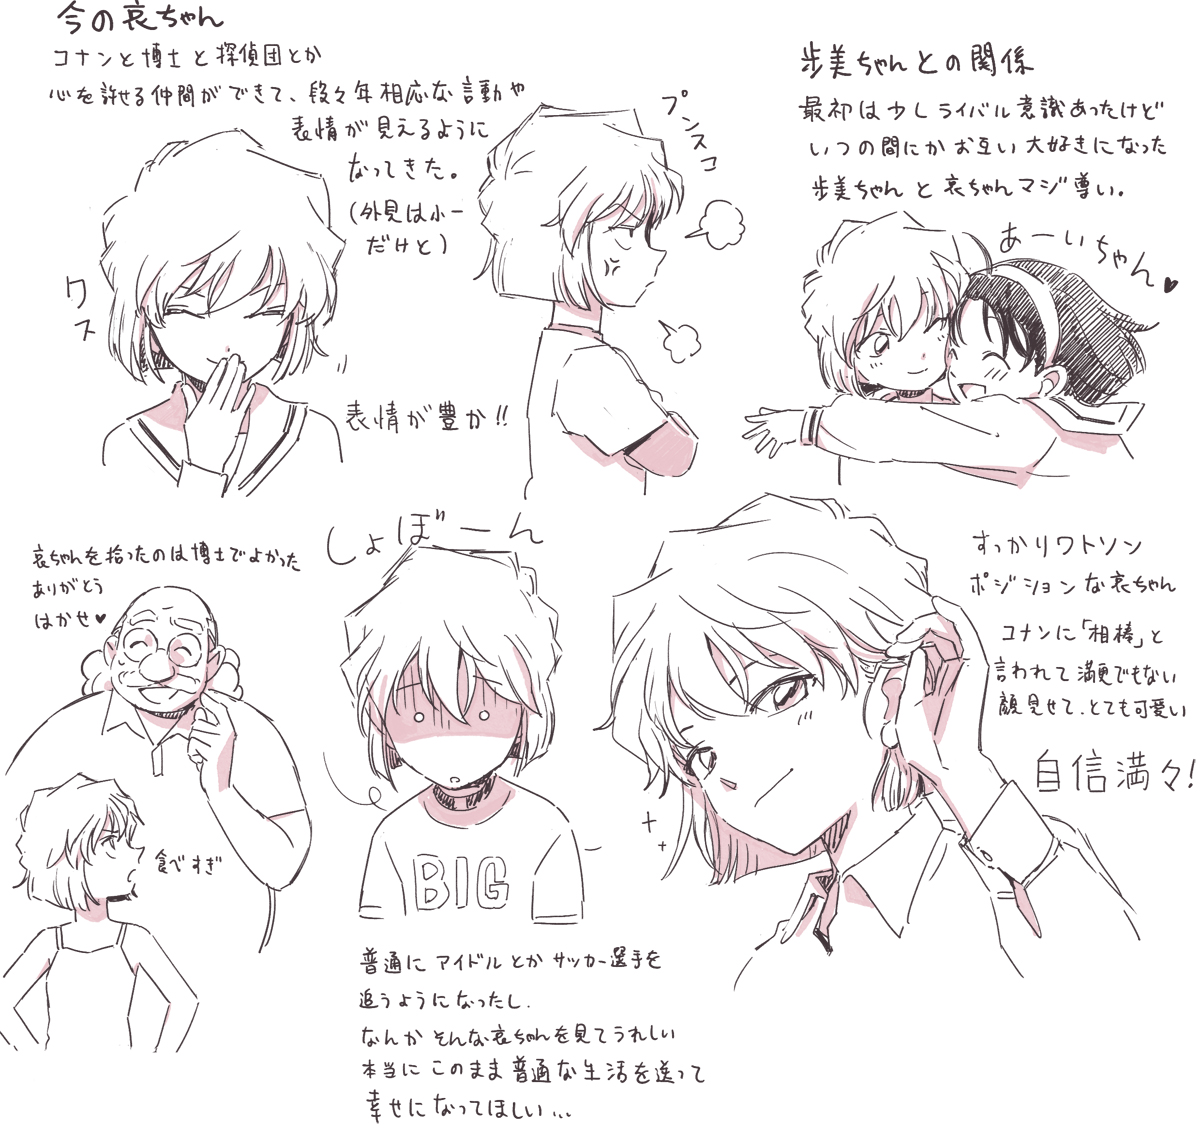 今の哀ちゃん
コナンと博士と探偵団とか
心を許せる仲間ができて、段々年相応な言動や
表情が見えるように
なってきた。
(外見は小一
だけど)
クス
プンスコ
表情が豊か!!
歩美ちゃんとの関係
最初は少しライバル意識あったけど
いつの間にかお互い大好きになった
歩美ちゃんと哀ちゃんマジ尊い。
あーいちゃん♥
哀ちゃんを拾ったのは博士でよかった
ありがとう
はかせ♥
食べすぎ
しょぼーん
BIG
普通にアイドルとかサッカー選手を
追うようになったし、
なんかそんな哀ちゃんを見てうれしい
本当にこのまま普通な生活を送って
幸せになってほしい...
すっかりワトソン
ポジションな哀ちゃん
コナンに「相棒」と
言われて満更でもない
顔見せて、とても可愛い
自信満々!